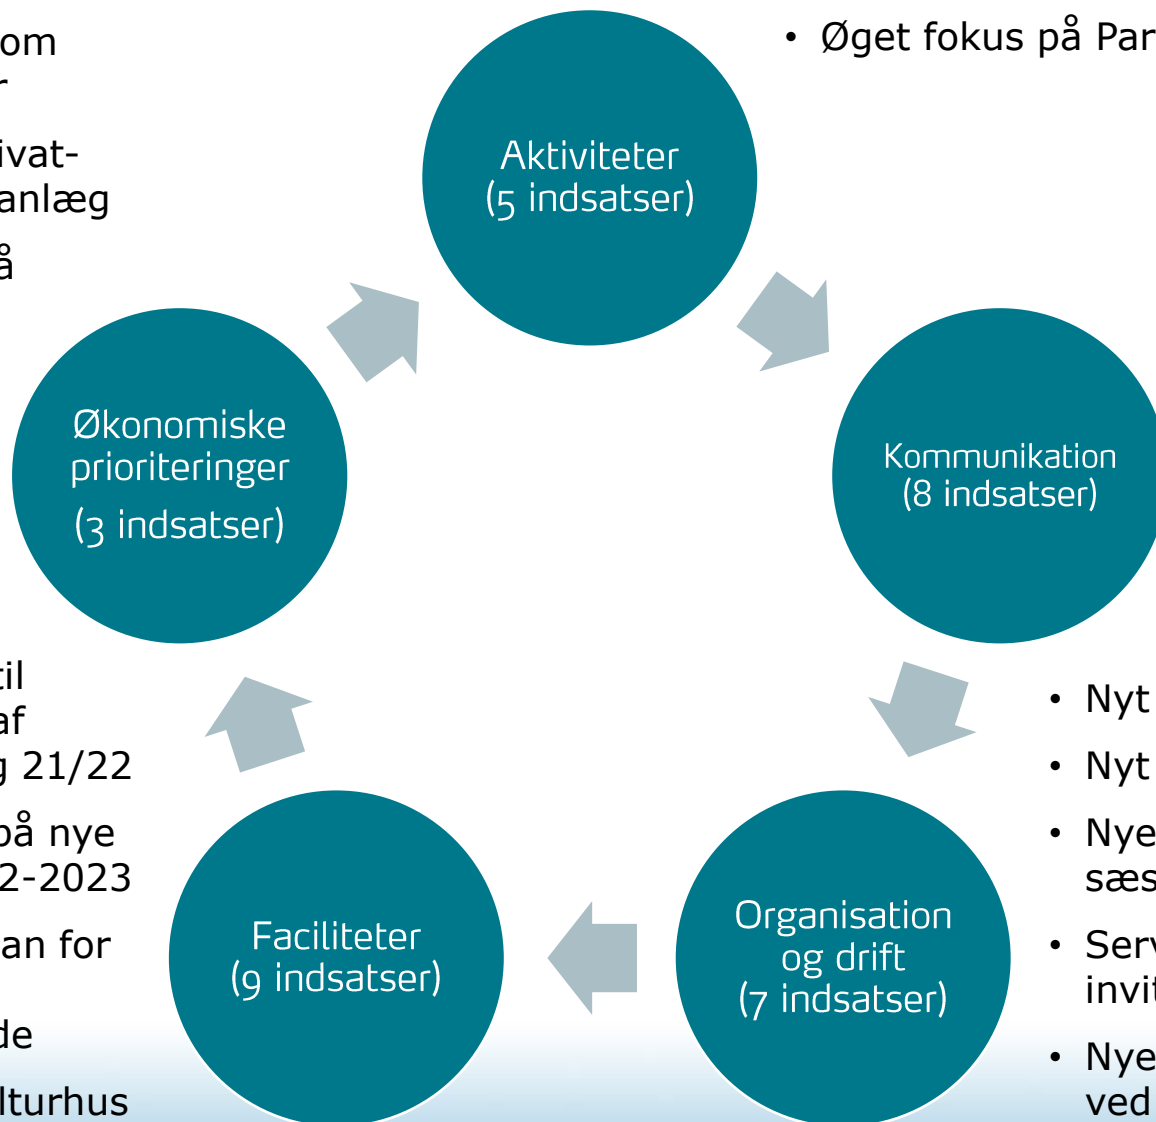 om
r
ivat-
anlæg
å
• Øget fokus på Par
Aktiviteter
(5 indsatser)
Økonomiske
prioriteringer
(3 indsatser)
Kommunikation
(8 indsatser)
til
af
g 21/22
på nye
2-2023
an for
de
lturhus
Faciliteter
(9 indsatser)
Organisation
og drift
(7 indsatser)
• Nyt
• Nyt
• Nye
sæs
• Serv
invit
• Nye
ved